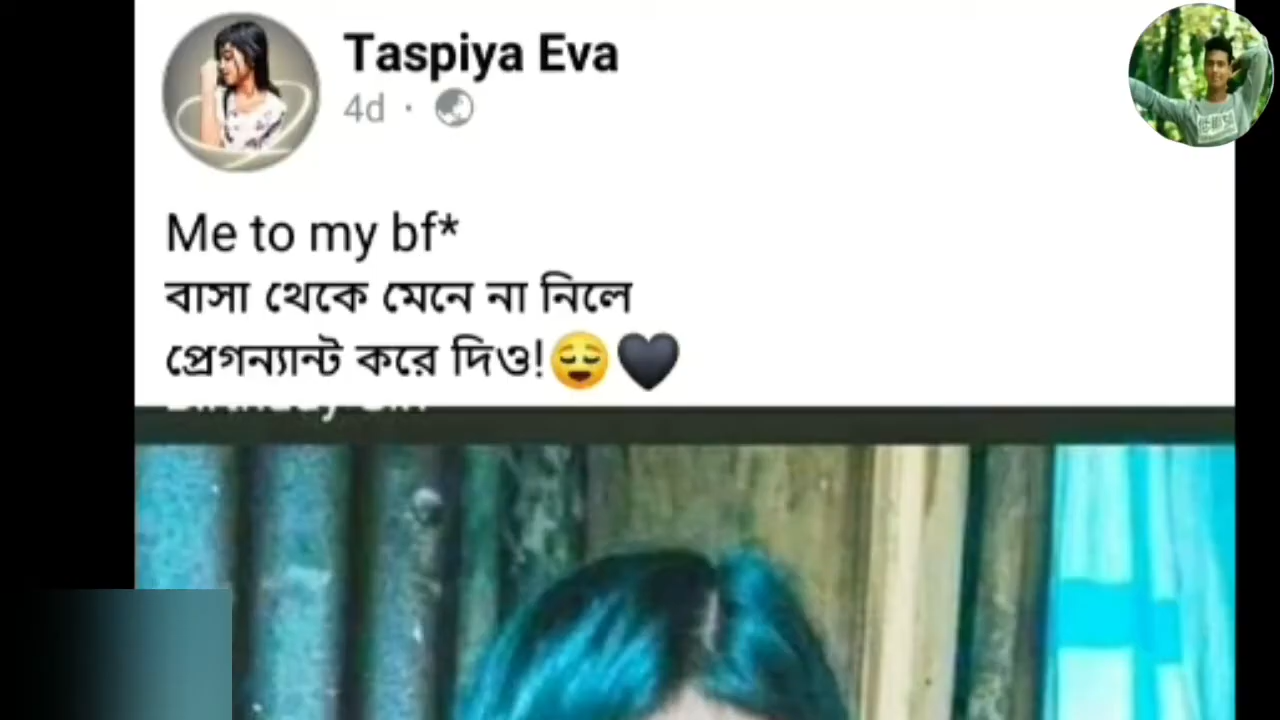 Taspiya Eva
4d ·
Me to my bf*
বাসা থেকে মেনে না নিলে
প্রেগন্যান্ট করে দিও!😌🖤